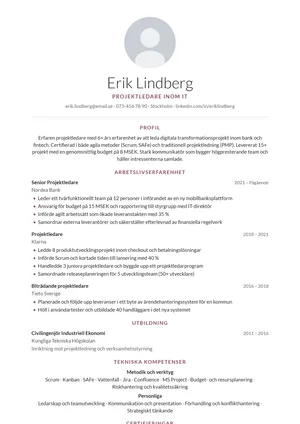 Erik Lindberg
PROJEKTLEDARE INOM IT
erik.lindberg@email.se · 073-456 78 90 · Stockholm · linkedin.com/in/eriklindberg
PROFIL
Erfaren projektledare med 6+ års erfarenhet av att leda digitala transformationsprojekt inom bank och
fintech. Certifierad i både agila metoder (Scrum, SAFe) och traditionell projektledning (PMP). Levererat 15+
projekt med en genomsnittlig budget på 8 MSEK. Stark kommunikatör som bygger högpresterande team och
håller intressenterna samlade.
ARBETSLIVSERFARENHET
Senior Projektledare 2021 – Pågående
Nordea Bank
Leder ett tvärfunktionellt team på 12 personer i införandet av en ny mobilbanksplattform
Ansvarig för budget på 15 MSEK och rapportering till styrgrupp med IT-direktör
Införde agilt arbetssätt som ökade leveranstakten med 35 %
Samordnar externa leverantörer och säkerställer efterlevnad av finansiella regelverk
Projektledare 2018 – 2021
Klarna
Ledde 8 produktutvecklingsprojekt inom checkout och betalningslösningar
Införde Scrum och kortade tiden till lansering med 40 %
Handledde 3 juniora projektledare och byggde upp ett projektledarprogram
Samordnade releaseplaneringen för 5 utvecklingsteam (50+ utvecklare)
Biträdande projektledare 2016 – 2018
Tieto Sverige
Planerade och följde upp leveranser i ett byte av ärendehanteringssystem för en kommun
Höll i användartester och utbildade 40 handläggare i det nya systemet
UTBILDNING
Civilingenjör Industriell Ekonomi 2011 – 2016
Kungliga Tekniska Högskolan
Inriktning mot projektledning och verksamhetsstyrning
TEKNISKA KOMPETENSER
Metodik och verktyg
Scrum · Kanban · SAFe · Vattenfall · Jira · Confluence · MS Project · Budget- och resursplanering ·
Riskhantering och kvalitetssäkring
Personliga
Ledarskap och teamutveckling · Kommunikation och presentation · Förhandling och konflikthantering ·
Strategiskt tänkande
CERTIFIERINGAR